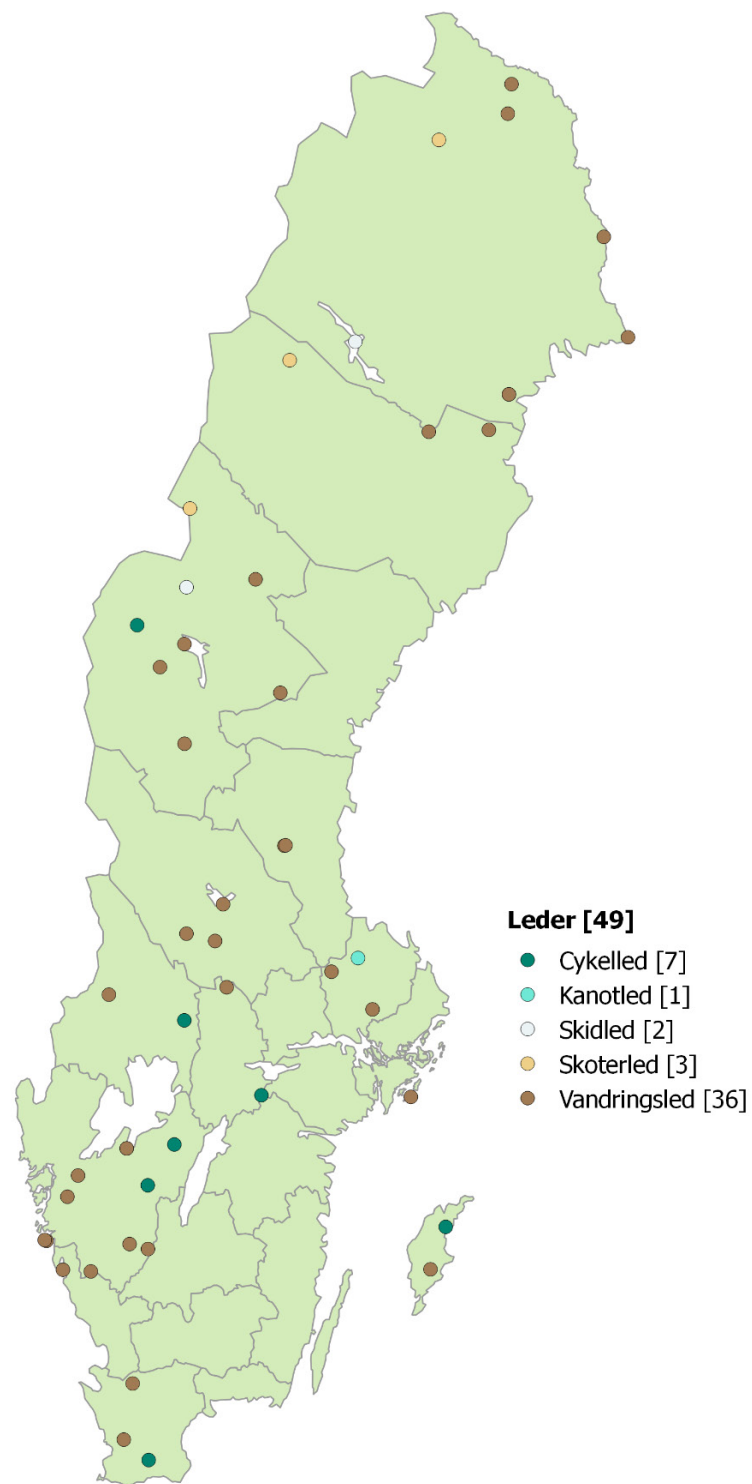 Leder [49]
Cykelled [7]
Kanotled [1]
Skidled [2]
Skoterled [3]
Vandringsled [36]